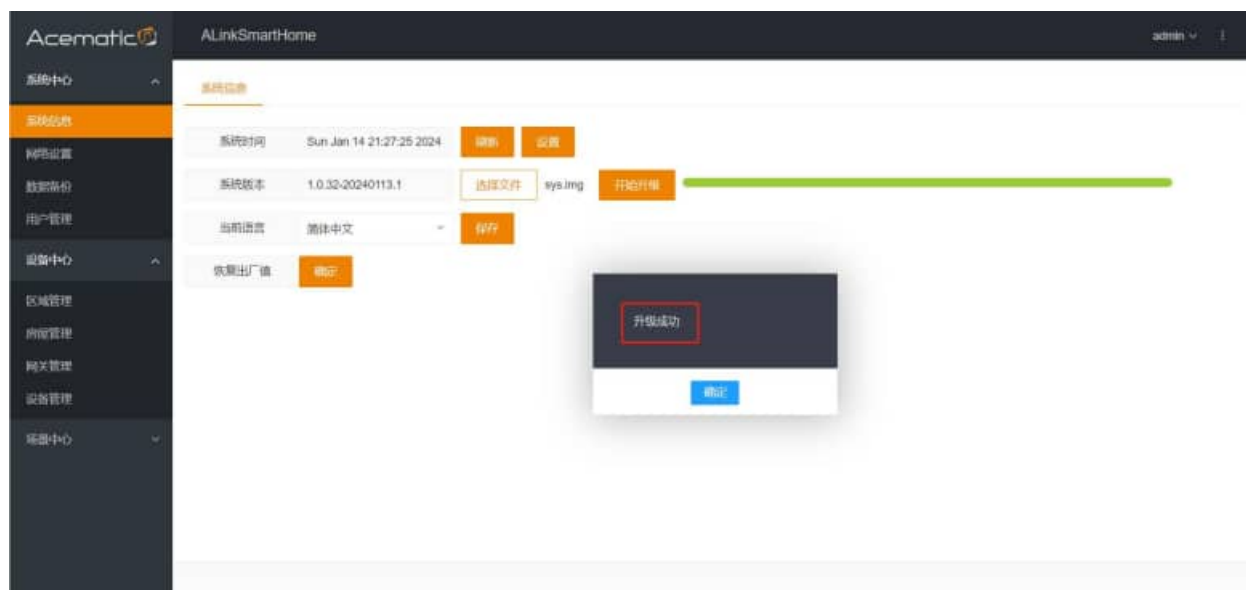 Acematic
ALinkSmartHome
admin
系统中心
系统信息
网络设置
数据备份
用户管理
设备中心
区域管理
房间管理
网关管理
设备管理
场景中心
系统信息
系统时间 Sun Jan 14 21:27:25 2024 刷新 设置
系统版本 1.0.32-20240113.1 选择文件 sys.img 开始升级
当前语言 简体中文 保存
恢复出厂值 确定
升级成功
确定